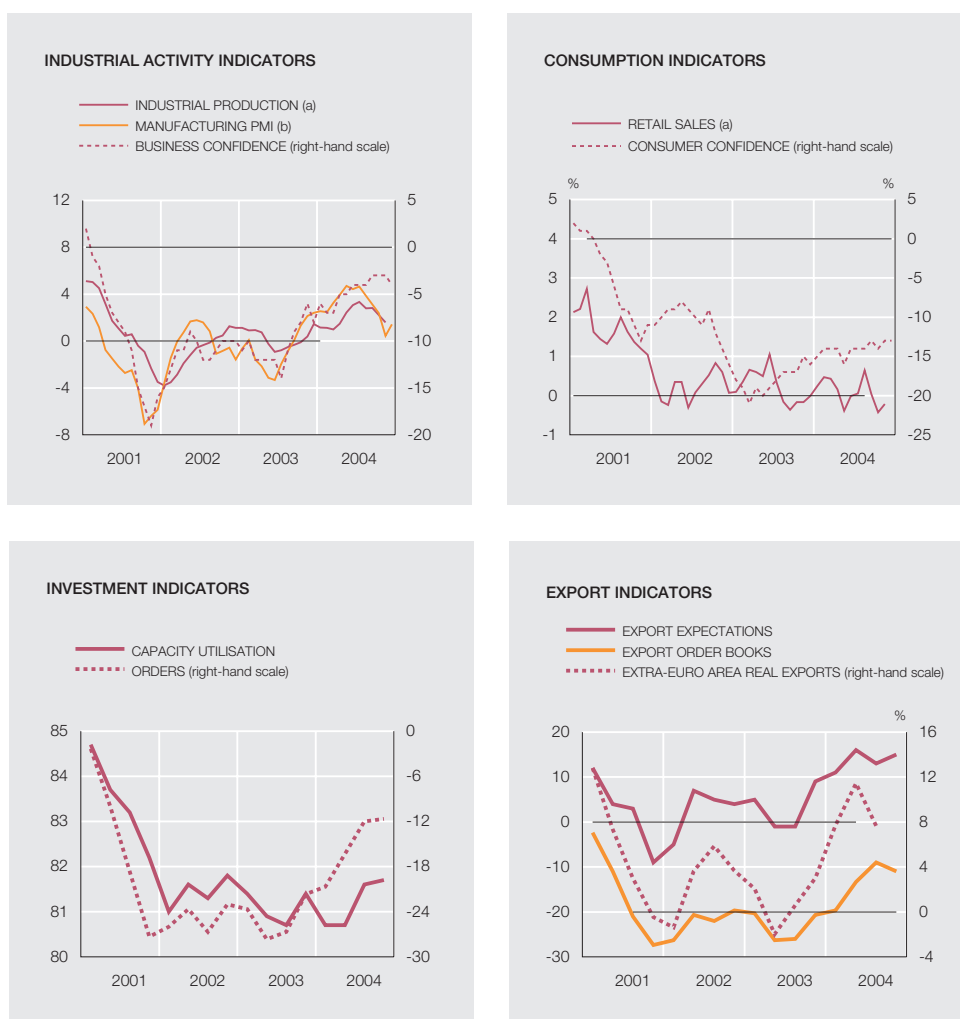 INDUSTRIAL ACTIVITY INDICATORS
INDUSTRIAL PRODUCTION (a)
MANUFACTURING PMI (b)
BUSINESS CONFIDENCE (right-hand scale)
12 5
8 0
4 -5
0 -10
-4 -15
-8 -20
2001 2002 2003 2004
CONSUMPTION INDICATORS
RETAIL SALES (a)
CONSUMER CONFIDENCE (right-hand scale)
% %
5 5
4 0
3 -5
2 -10
1 -15
0 -20
-1 -25
2001 2002 2003 2004
INVESTMENT INDICATORS
CAPACITY UTILISATION
ORDERS (right-hand scale)
85 0
84 -6
83 -12
82 -18
81 -24
80 -30
2001 2002 2003 2004
EXPORT INDICATORS
EXPORT EXPECTATIONS
EXPORT ORDER BOOKS
EXTRA-EURO AREA REAL EXPORTS (right-hand scale)
%
20 16
10 12
0 8
-10 4
-20 0
-30 -4
2001 2002 2003 2004